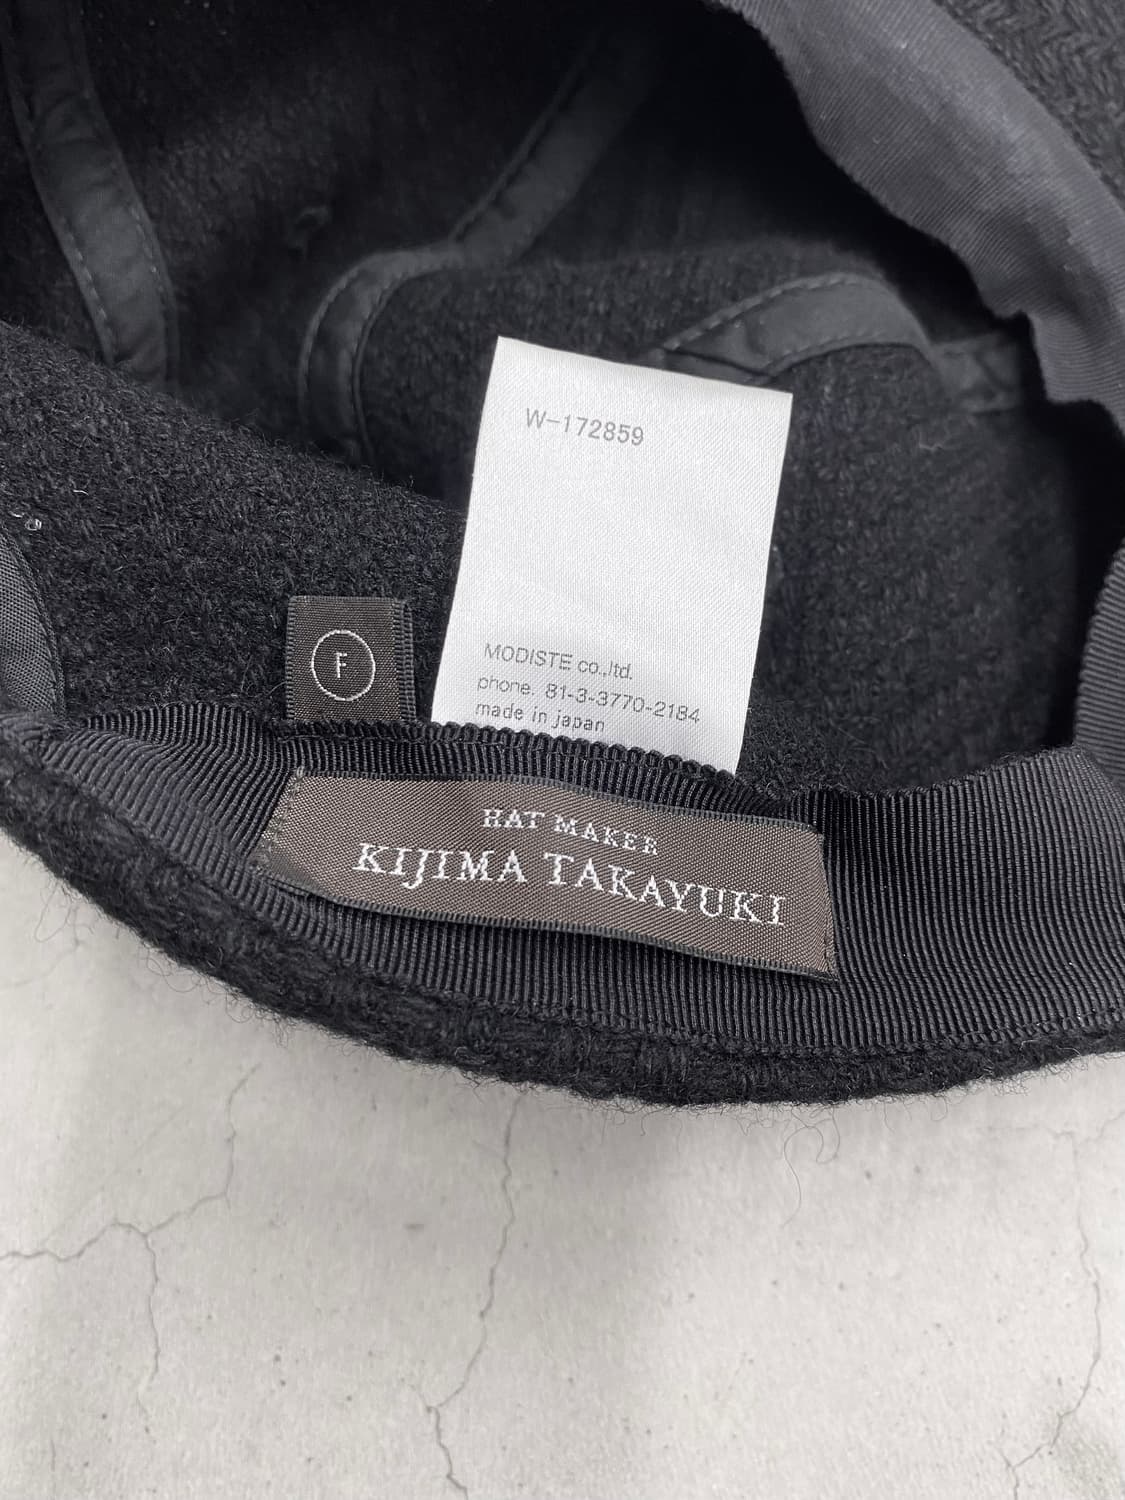 W-172859
MODISTE co.,ltd.
phone. 81-3-3770-2184
made in japan
F
HAT MAKER
KIJIMA TAKAYUKI